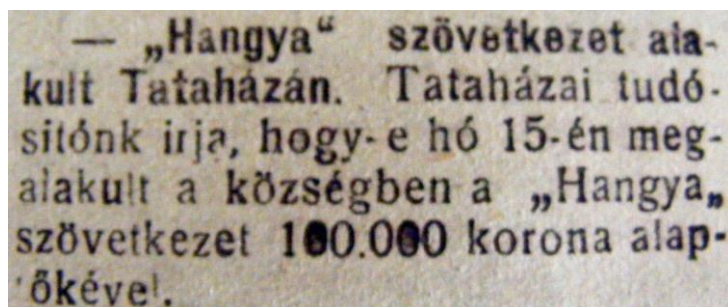 — „Hangya“ szövetkezet ala-
kult Tataházán. Tataházai tudó-
sitónk irja, hogy-e hó 15-én meg-
alakult a községben a „Hangya„
szövetkezet 100.000 korona alap-
tőkével.